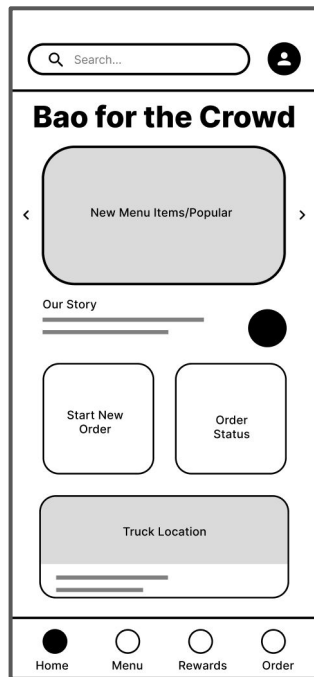 Search...
Bao for the Crowd
New Menu Items/Popular
Our Story
Start New
Order
Order
Status
Truck Location
Home
Menu
Rewards
Order